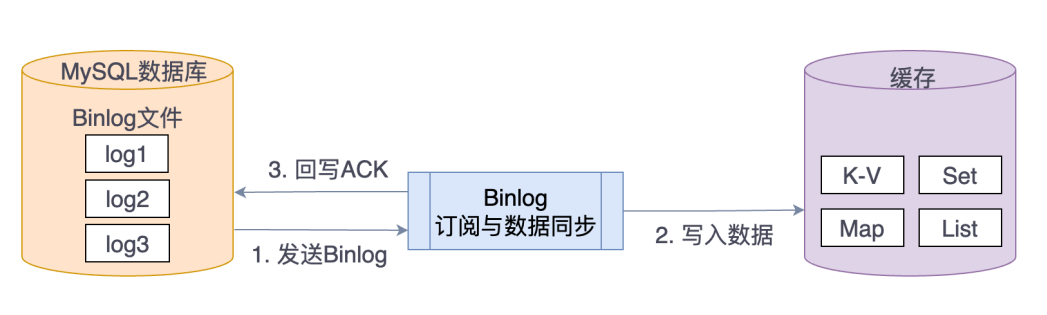 MySQL数据库
Binlog文件
log1
log2
log3
3. 回写ACK
1. 发送Binlog
Binlog
订阅与数据同步
2. 写入数据
缓存
K-V
Set
Map
List